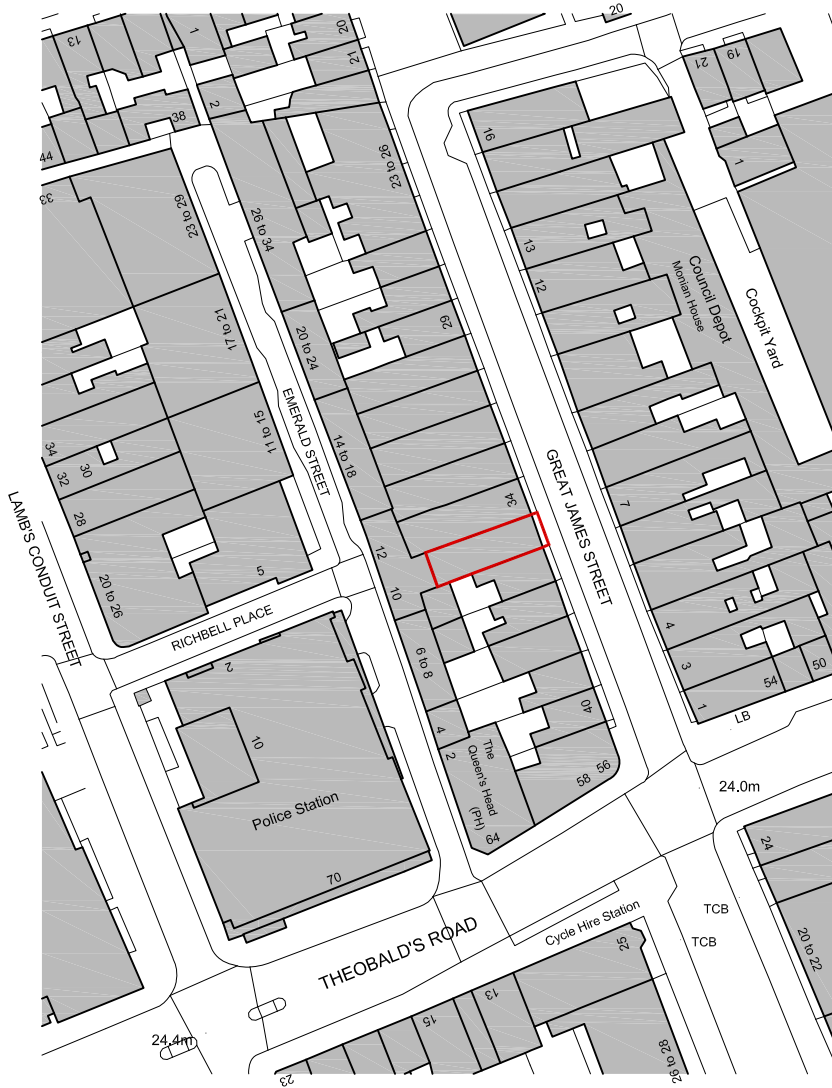 20
13
1
20
21
21
19
2
38
44
16
1
33
23 to 29
26 to 34
23 to 26
13
12
Council Depot
Monian House
Cockpit Yard
17 to 21
20 to 24
29
EMERALD STREET
11 to 15
14 to 18
34
32
30
28
20 to 26
LAMB'S CONDUIT STREET
34
GREAT JAMES STREET
7
12
10
5
RICHBELL PLACE
2
6 to 8
4
3
1
54
50
LB
4
2
The
Queen's Head
(PH)
64
40
58
56
10
Police Station
70
24.0m
24
TCB
TCB
20 to 22
THEOBALD'S ROAD
Cycle Hire Station
25
13
15
23
24.4m
26 to 28